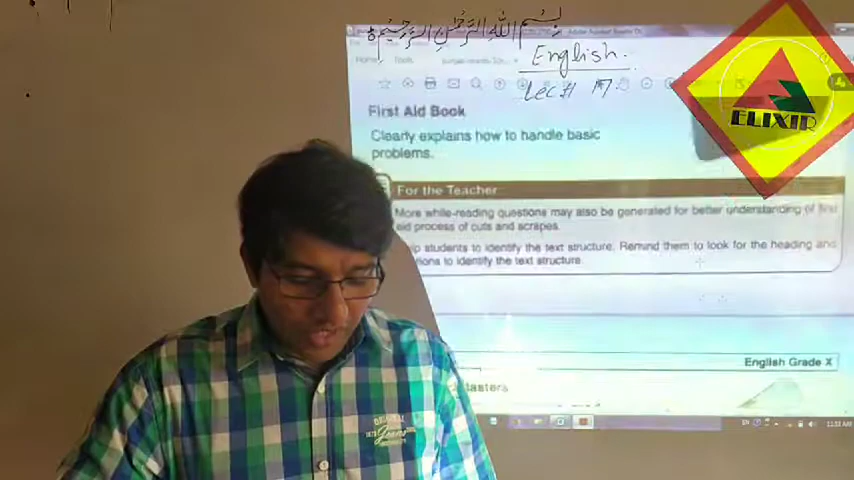 بِسْمِ اللهِ الرَّحْمٰنِ الرَّحِيْمِ
English.
Lec # 17
Tools
First Aid Book
Clearly explains how to handle basic
problems.
ELIXIR
For the Teacher
More while-reading questions may also be generated for better understanding of first
aid process of cuts and scrapes.
students to identify the text structure. Remind them to look for the heading and
to identify the text structure.
English Grade X